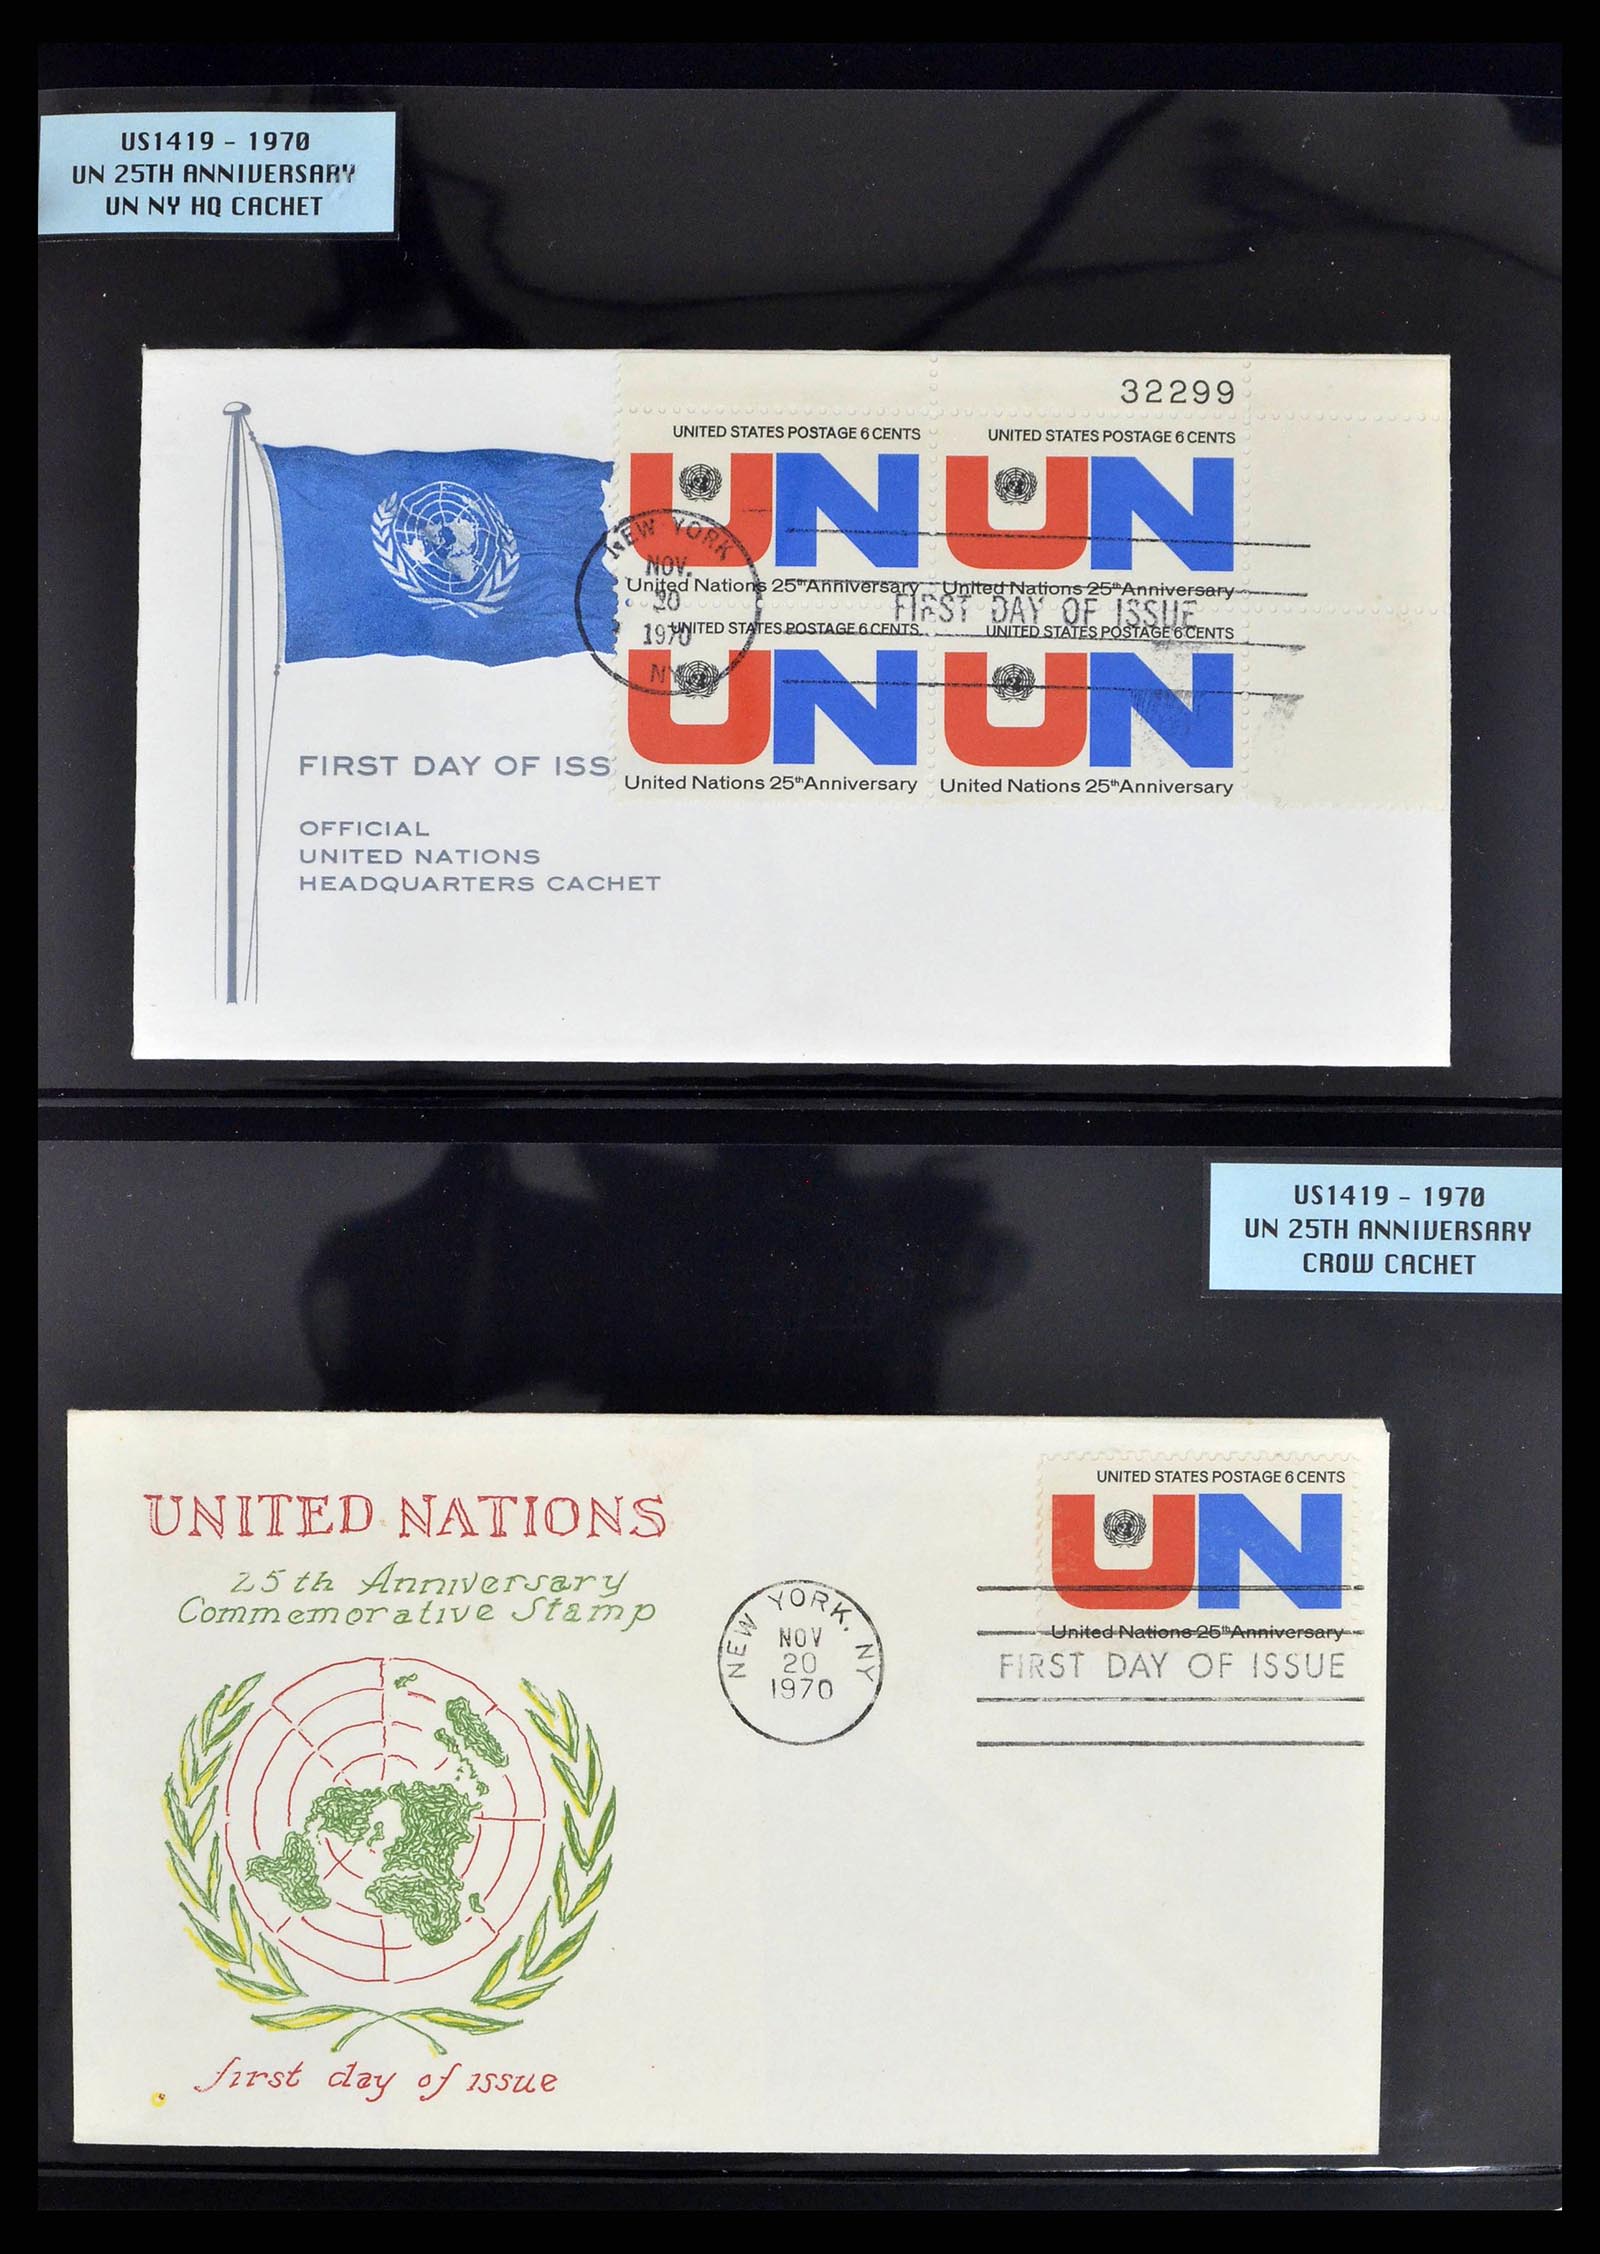 US1419 - 1970
UN 25TH ANNIVERSARY
UN NY HQ CACHET
32299
UNITED STATES POSTAGE 6 CENTS
UNITED STATES POSTAGE 6 CENTS
UN
UN
United Nations 25th Anniversary
United Nations 25th Anniversary
NEW YORK
NOV.
20
1970
NY
FIRST DAY OF ISSUE
UNITED STATES POSTAGE 6 CENTS
UNITED STATES POSTAGE 6 CENTS
UN
UN
United Nations 25th Anniversary
United Nations 25th Anniversary
FIRST DAY OF ISS
OFFICIAL
UNITED NATIONS
HEADQUARTERS CACHET
US1419 - 1970
UN 25TH ANNIVERSARY
CROW CACHET
UNITED STATES POSTAGE 6 CENTS
UN
United Nations 25th Anniversary
FIRST DAY OF ISSUE
NEW YORK, NY
NOV
20
1970
UNITED NATIONS
25th Anniversary
Commemorative Stamp
first day of issue